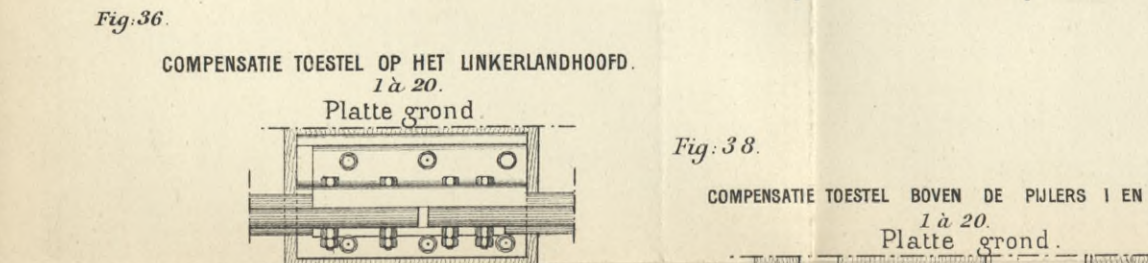 Fig: 36.
COMPENSATIE TOESTEL OP HET LINKERLANDHOOFD.
1 à 20.
Platte grond
Fig: 38.
COMPENSATIE TOESTEL BOVEN DE PIJLERS I EN
1 à 20.
Platte grond.